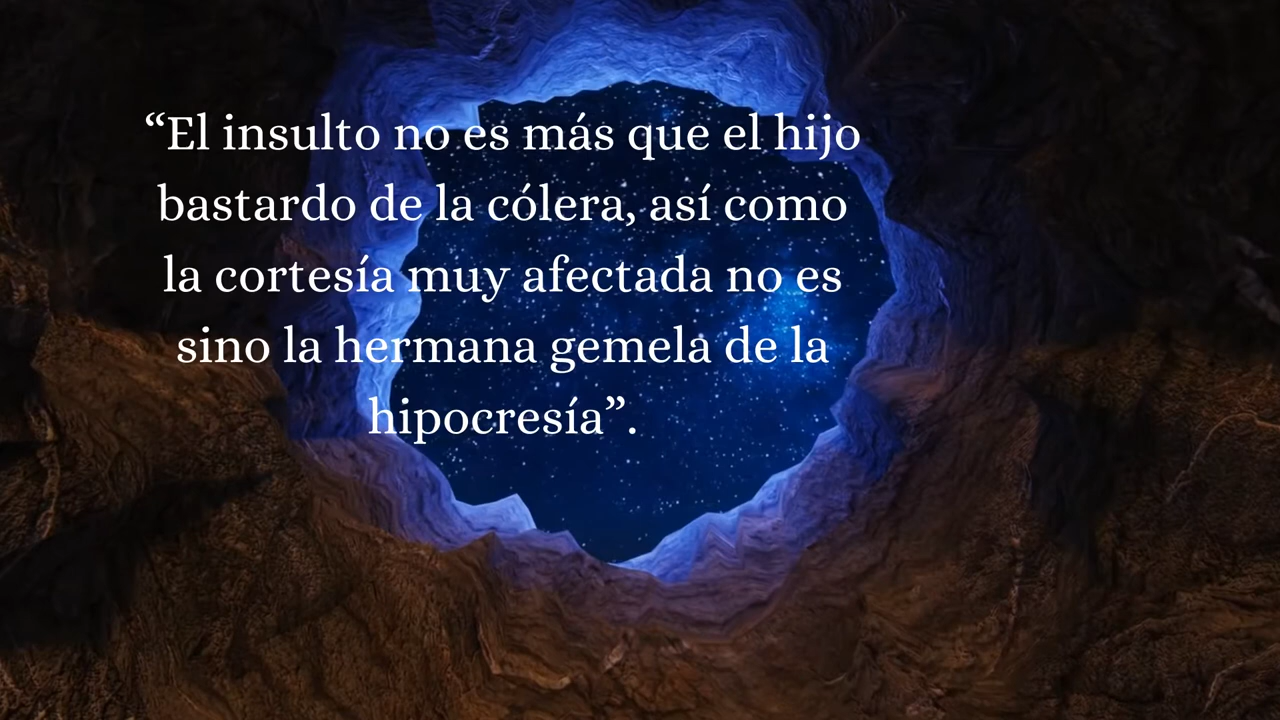 “El insulto no es más que el hijo
bastardo de la cólera, así como
la cortesía muy afectada no es
sino la hermana gemela de la
hipocresía”.